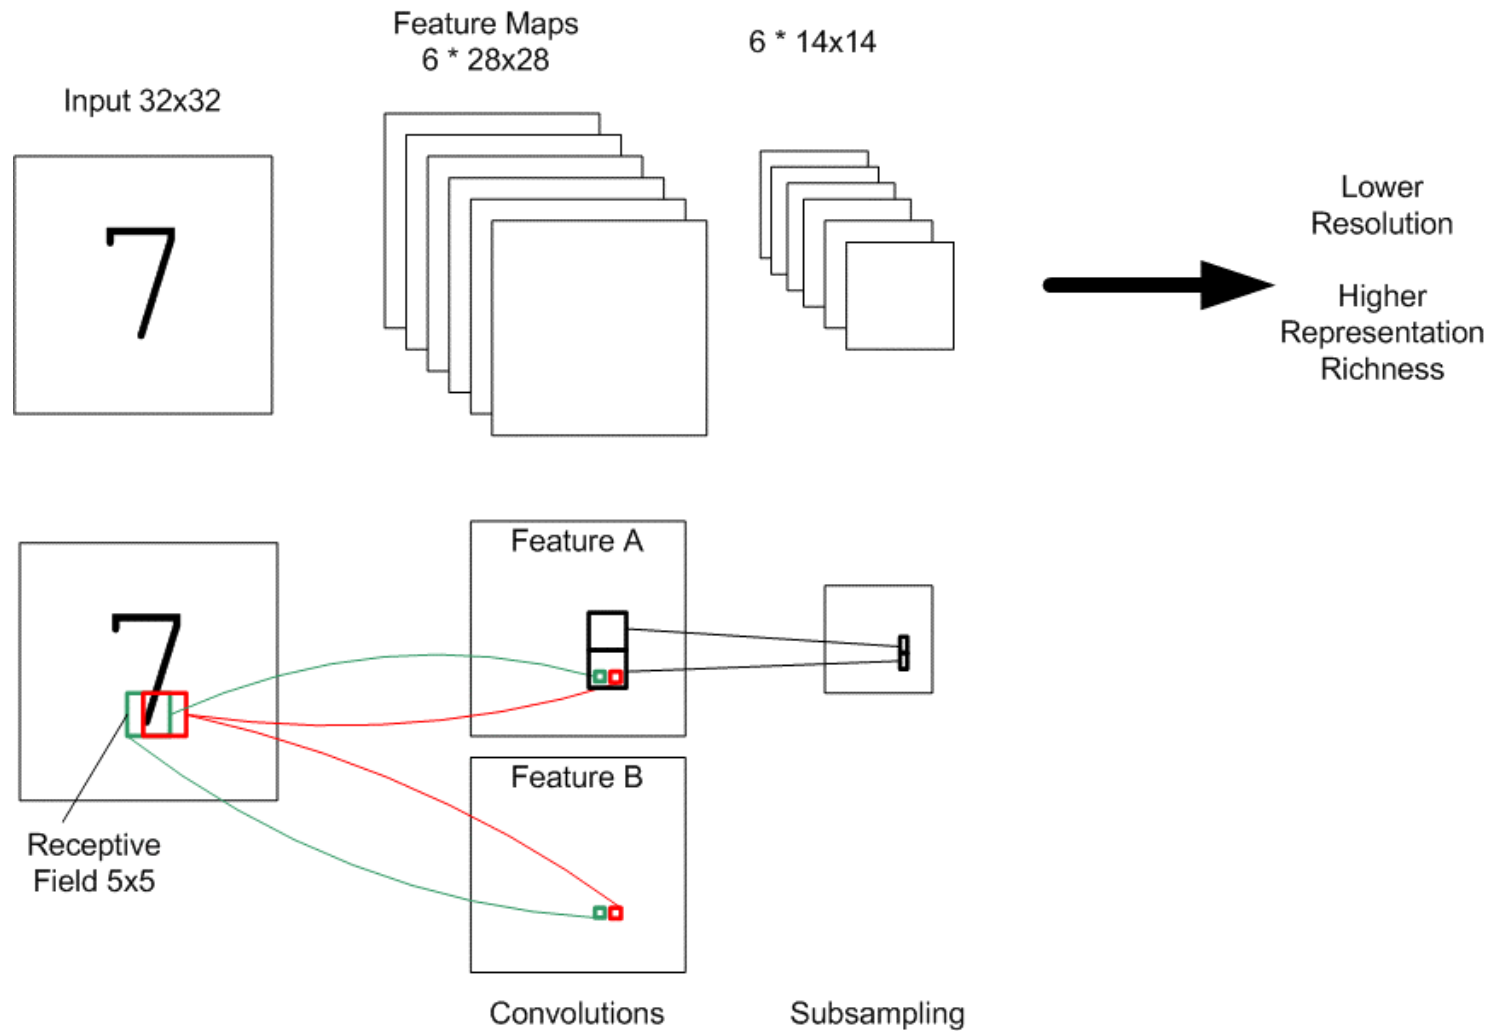 Feature Maps
6 * 28x28
6 * 14x14
Input 32x32
7
Lower
Resolution
Higher
Representation
Richness
Feature A
7
Feature B
Receptive
Field 5x5
Convolutions
Subsampling